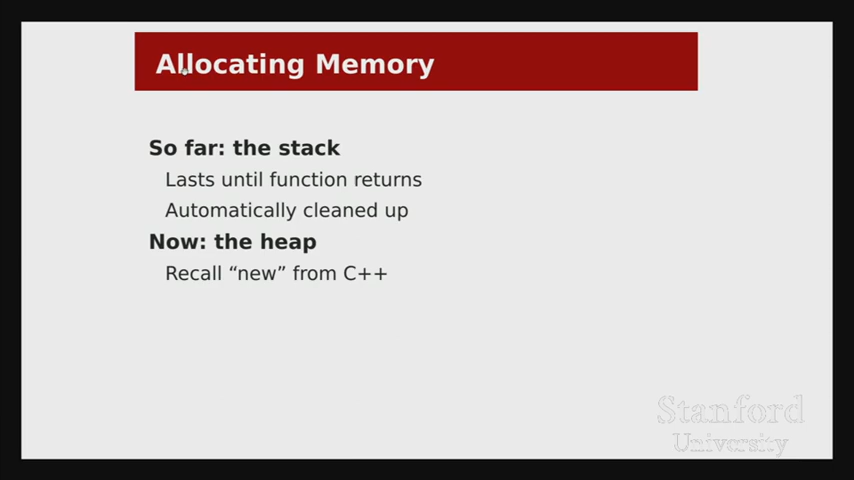 Allocating Memory
So far: the stack
Lasts until function returns
Automatically cleaned up
Now: the heap
Recall “new” from C++
Stanford
University